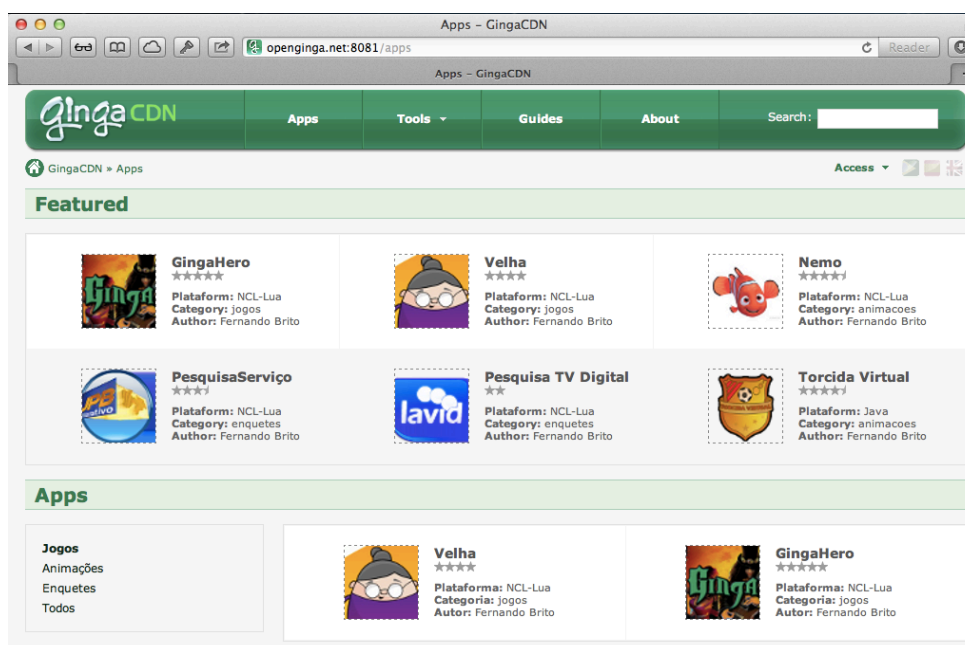 Apps – GingaCDN
openginga.net:8081/apps
Reader
Apps – GingaCDN
Ginga CDN
Apps
Tools
Guides
About
Search:
GingaCDN » Apps
Access
Featured
GingaHero
Plataform: NCL-Lua
Category: jogos
Author: Fernando Brito
Velha
Plataform: NCL-Lua
Category: jogos
Author: Fernando Brito
Nemo
Plataform: NCL-Lua
Category: animacoes
Author: Fernando Brito
PesquisaServiço
Plataform: NCL-Lua
Category: enquetes
Author: Fernando Brito
Pesquisa TV Digital
Plataform: NCL-Lua
Category: enquetes
Author: Fernando Brito
Torcida Virtual
Plataform: Java
Category: animacoes
Author: Fernando Brito
Ginga
lavid
Apps
Jogos
Animações
Enquetes
Todos
Velha
Plataforma: NCL-Lua
Categoria: jogos
Autor: Fernando Brito
Ginga
GingaHero
Plataforma: NCL-Lua
Categoria: jogos
Autor: Fernando Brito